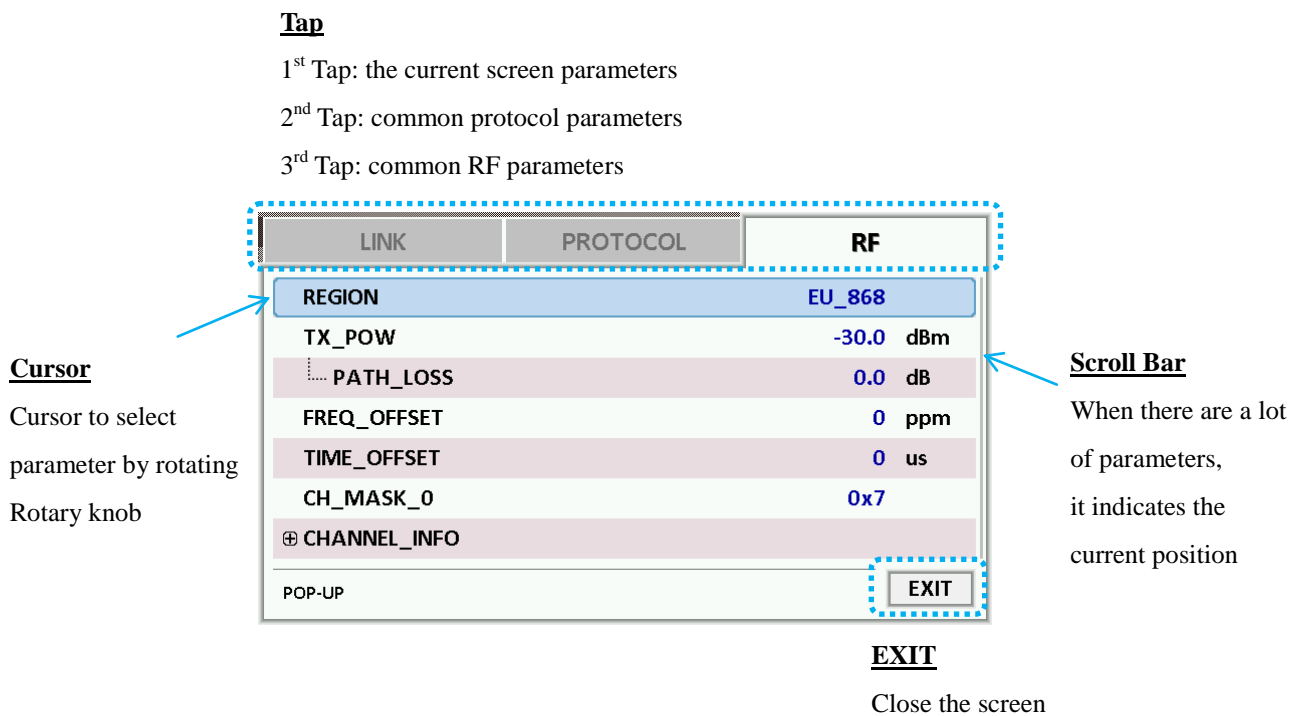 Tap
1st Tap: the current screen parameters
2nd Tap: common protocol parameters
3rd Tap: common RF parameters
LINK PROTOCOL RF
REGION EU_868
TX_POW -30.0 dBm
PATH_LOSS 0.0 dB
FREQ_OFFSET 0 ppm
TIME_OFFSET 0 us
CH_MASK_0 0x7
CHANNEL_INFO
POP-UP EXIT
Cursor
Cursor to select
parameter by rotating
Rotary knob
Scroll Bar
When there are a lot
of parameters,
it indicates the
current position
EXIT
Close the screen